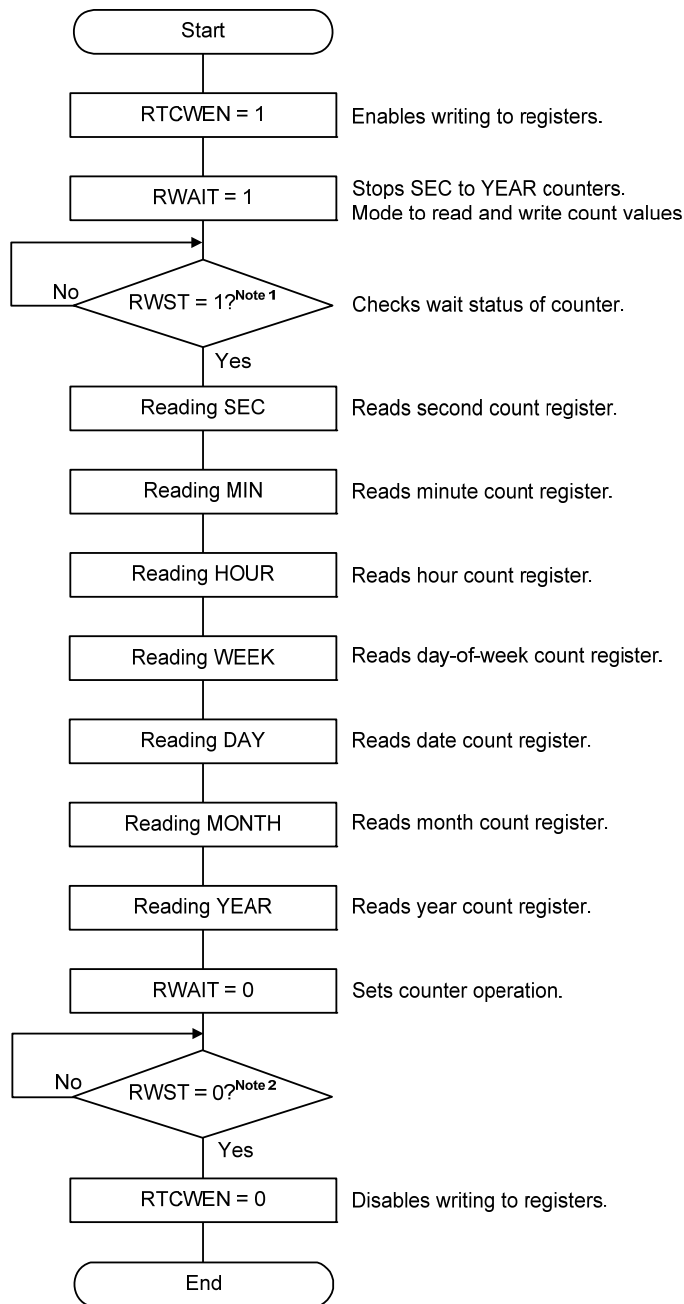 Start
RTCWEN = 1
Enables writing to registers.
RWAIT = 1
Stops SEC to YEAR counters.
Mode to read and write count values
No
RWST = 1?Note 1
Checks wait status of counter.
Yes
Reading SEC
Reads second count register.
Reading MIN
Reads minute count register.
Reading HOUR
Reads hour count register.
Reading WEEK
Reads day-of-week count register.
Reading DAY
Reads date count register.
Reading MONTH
Reads month count register.
Reading YEAR
Reads year count register.
RWAIT = 0
Sets counter operation.
No
RWST = 0?Note 2
Yes
RTCWEN = 0
Disables writing to registers.
End